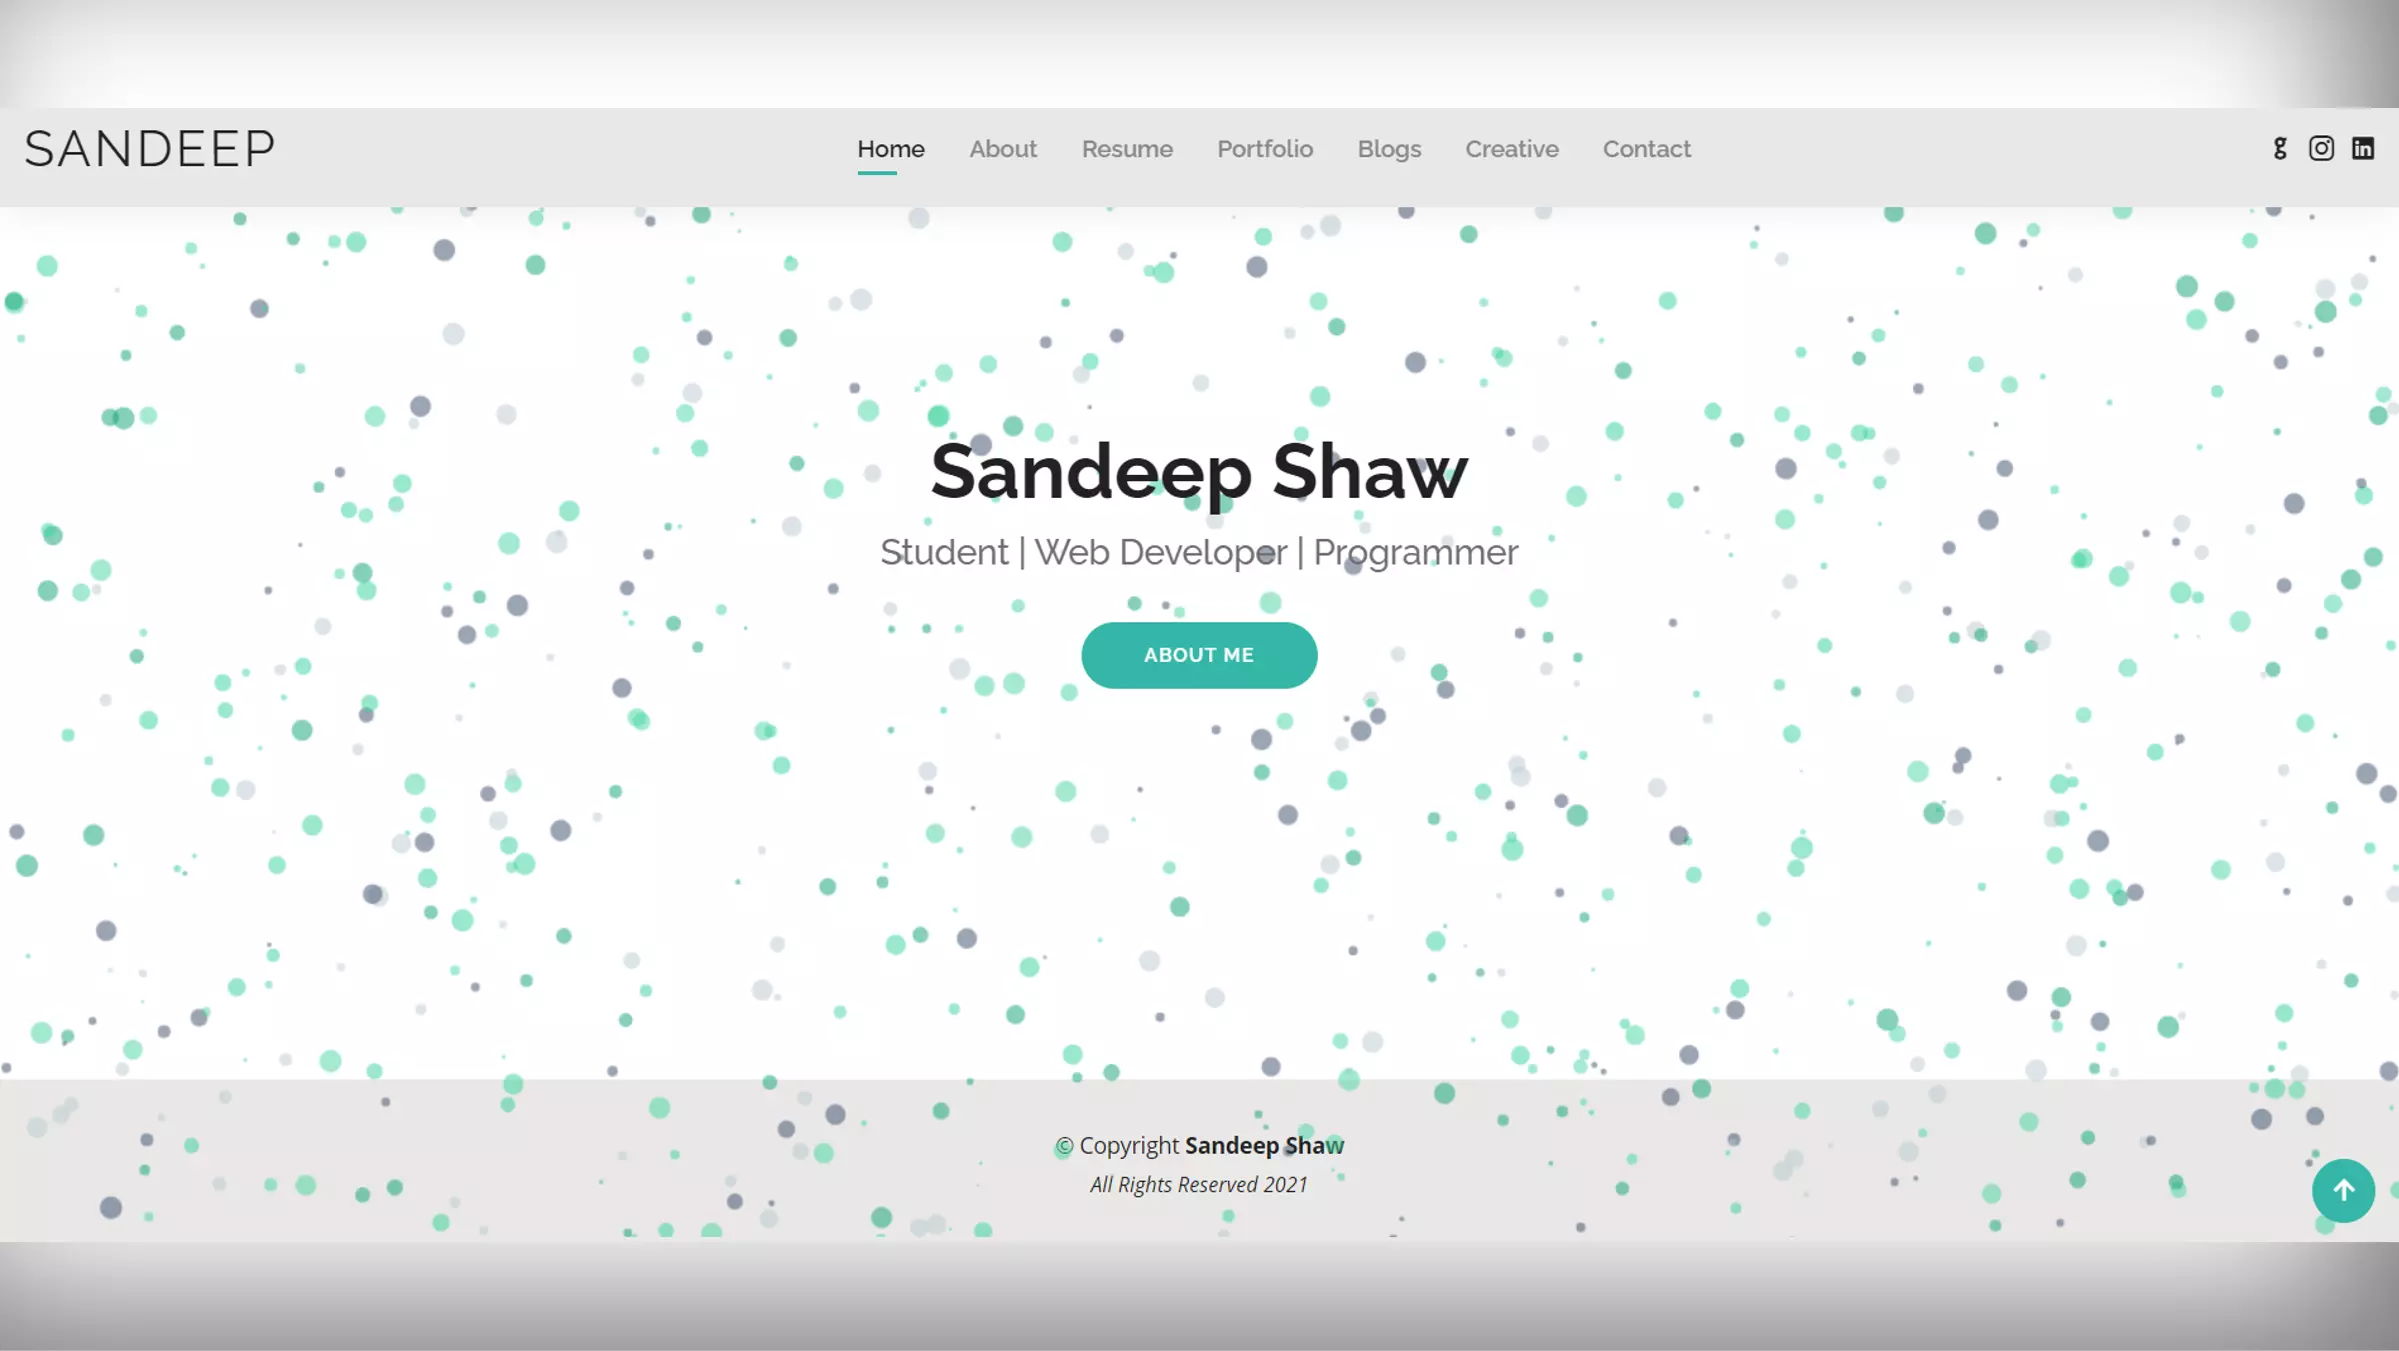 SANDEEP
Home About Resume Portfolio Blogs Creative Contact
Sandeep Shaw
Student | Web Developer | Programmer
ABOUT ME
© Copyright Sandeep Shaw
All Rights Reserved 2021